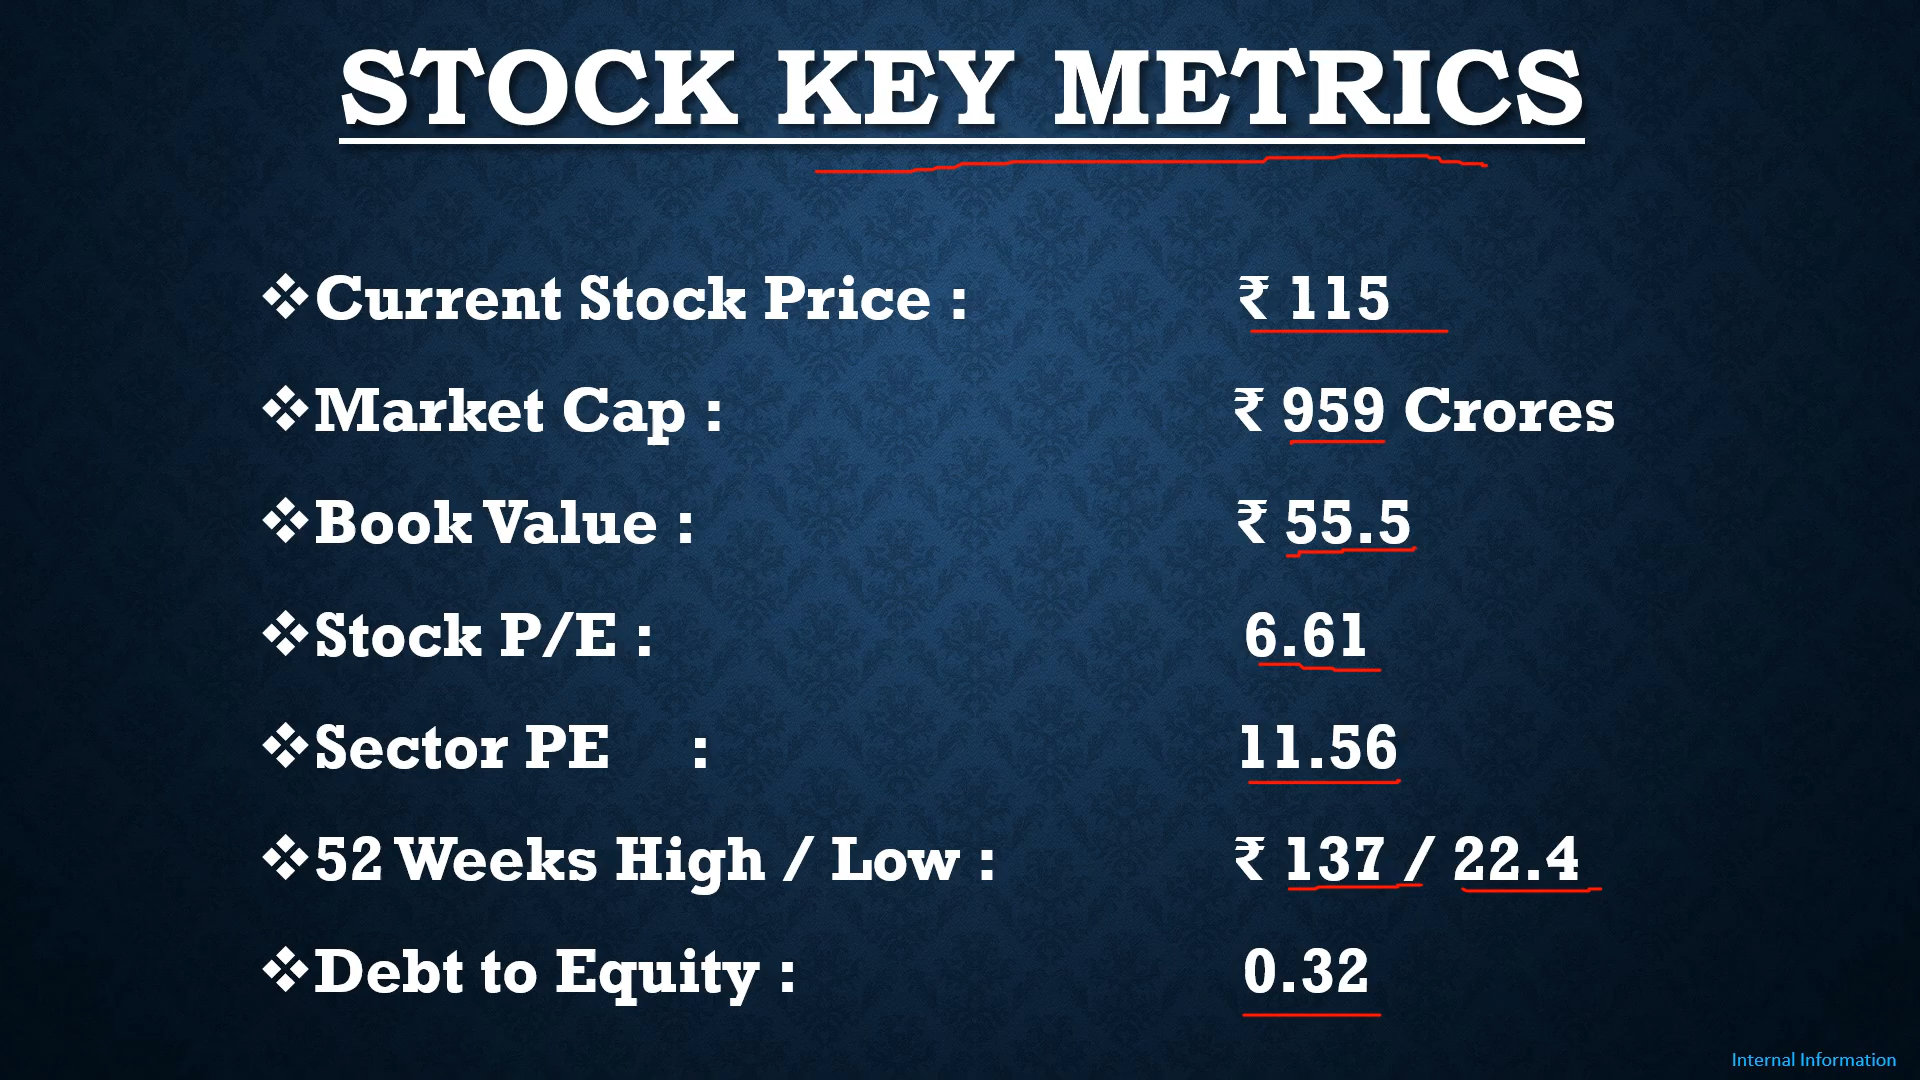 STOCK KEY METRICS
❖Current Stock Price : ₹ 115
❖Market Cap : ₹ 959 Crores
❖Book Value : ₹ 55.5
❖Stock P/E : 6.61
❖Sector PE : 11.56
❖52 Weeks High / Low : ₹ 137 / 22.4
❖Debt to Equity : 0.32
Internal Information